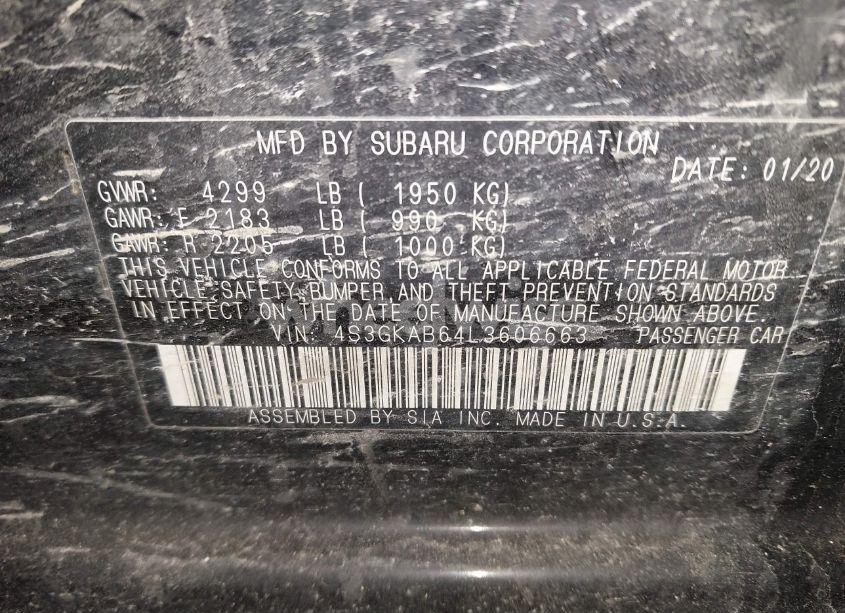 MFD BY SUBARU CORPORATION
DATE: 01/20
GVWR: 4299 LB ( 1950 KG)
GAWR: F 2183 LB ( 990 KG)
GAWR: R 2205 LB ( 1000 KG)
THIS VEHICLE CONFORMS TO ALL APPLICABLE FEDERAL MOTOR
VEHICLE SAFETY, BUMPER, AND THEFT PREVENTION STANDARDS
IN EFFECT ON THE DATE OF MANUFACTURE SHOWN ABOVE.
VIN: 4S3GKAB64L3606663 PASSENGER CAR
ASSEMBLED BY SIA INC. MADE IN U.S.A.